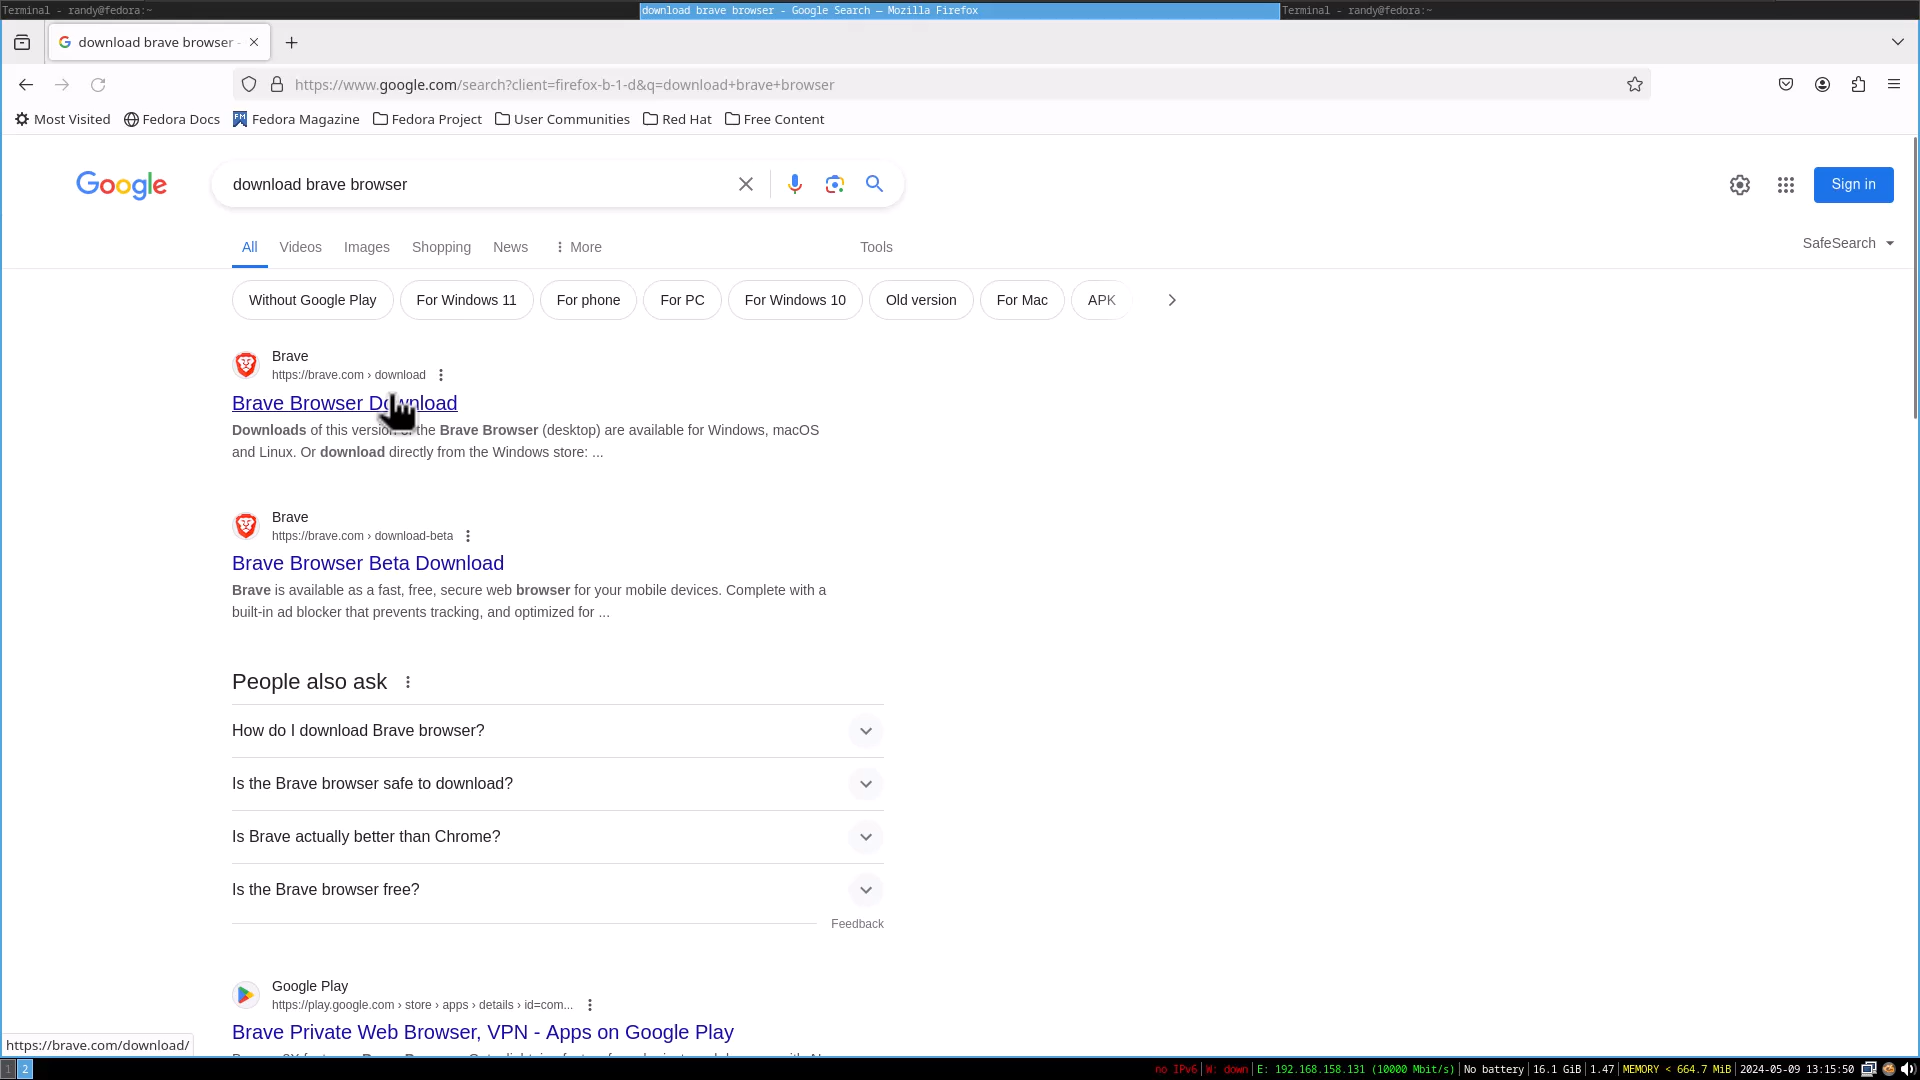 Terminal - randy@fedora:~
download brave browser - Google Search — Mozilla Firefox
Terminal - randy@fedora:~
download brave browser -
https://www.google.com/search?client=firefox-b-1-d&q=download+brave+browser
Most Visited
Fedora Docs
Fedora Magazine
Fedora Project
User Communities
Red Hat
Free Content
Google
download brave browser
Sign in
All
Videos
Images
Shopping
News
More
Tools
SafeSearch
Without Google Play
For Windows 11
For phone
For PC
For Windows 10
Old version
For Mac
APK
Brave
https://brave.com › download
Brave Browser Download
Downloads of this version of the Brave Browser (desktop) are available for Windows, macOS
and Linux. Or download directly from the Windows store: ...
Brave
https://brave.com › download-beta
Brave Browser Beta Download
Brave is available as a fast, free, secure web browser for your mobile devices. Complete with a
built-in ad blocker that prevents tracking, and optimized for ...
People also ask
How do I download Brave browser?
Is the Brave browser safe to download?
Is Brave actually better than Chrome?
Is the Brave browser free?
Feedback
Google Play
https://play.google.com › store › apps › details › id=com...
Brave Private Web Browser, VPN - Apps on Google Play
https://brave.com/download/
1
2
no IPv6
W: down
E: 192.168.158.131 (10000 Mbit/s)
No battery
16.1 GiB
1.47
MEMORY < 664.7 MiB
2024-05-09 13:15:50